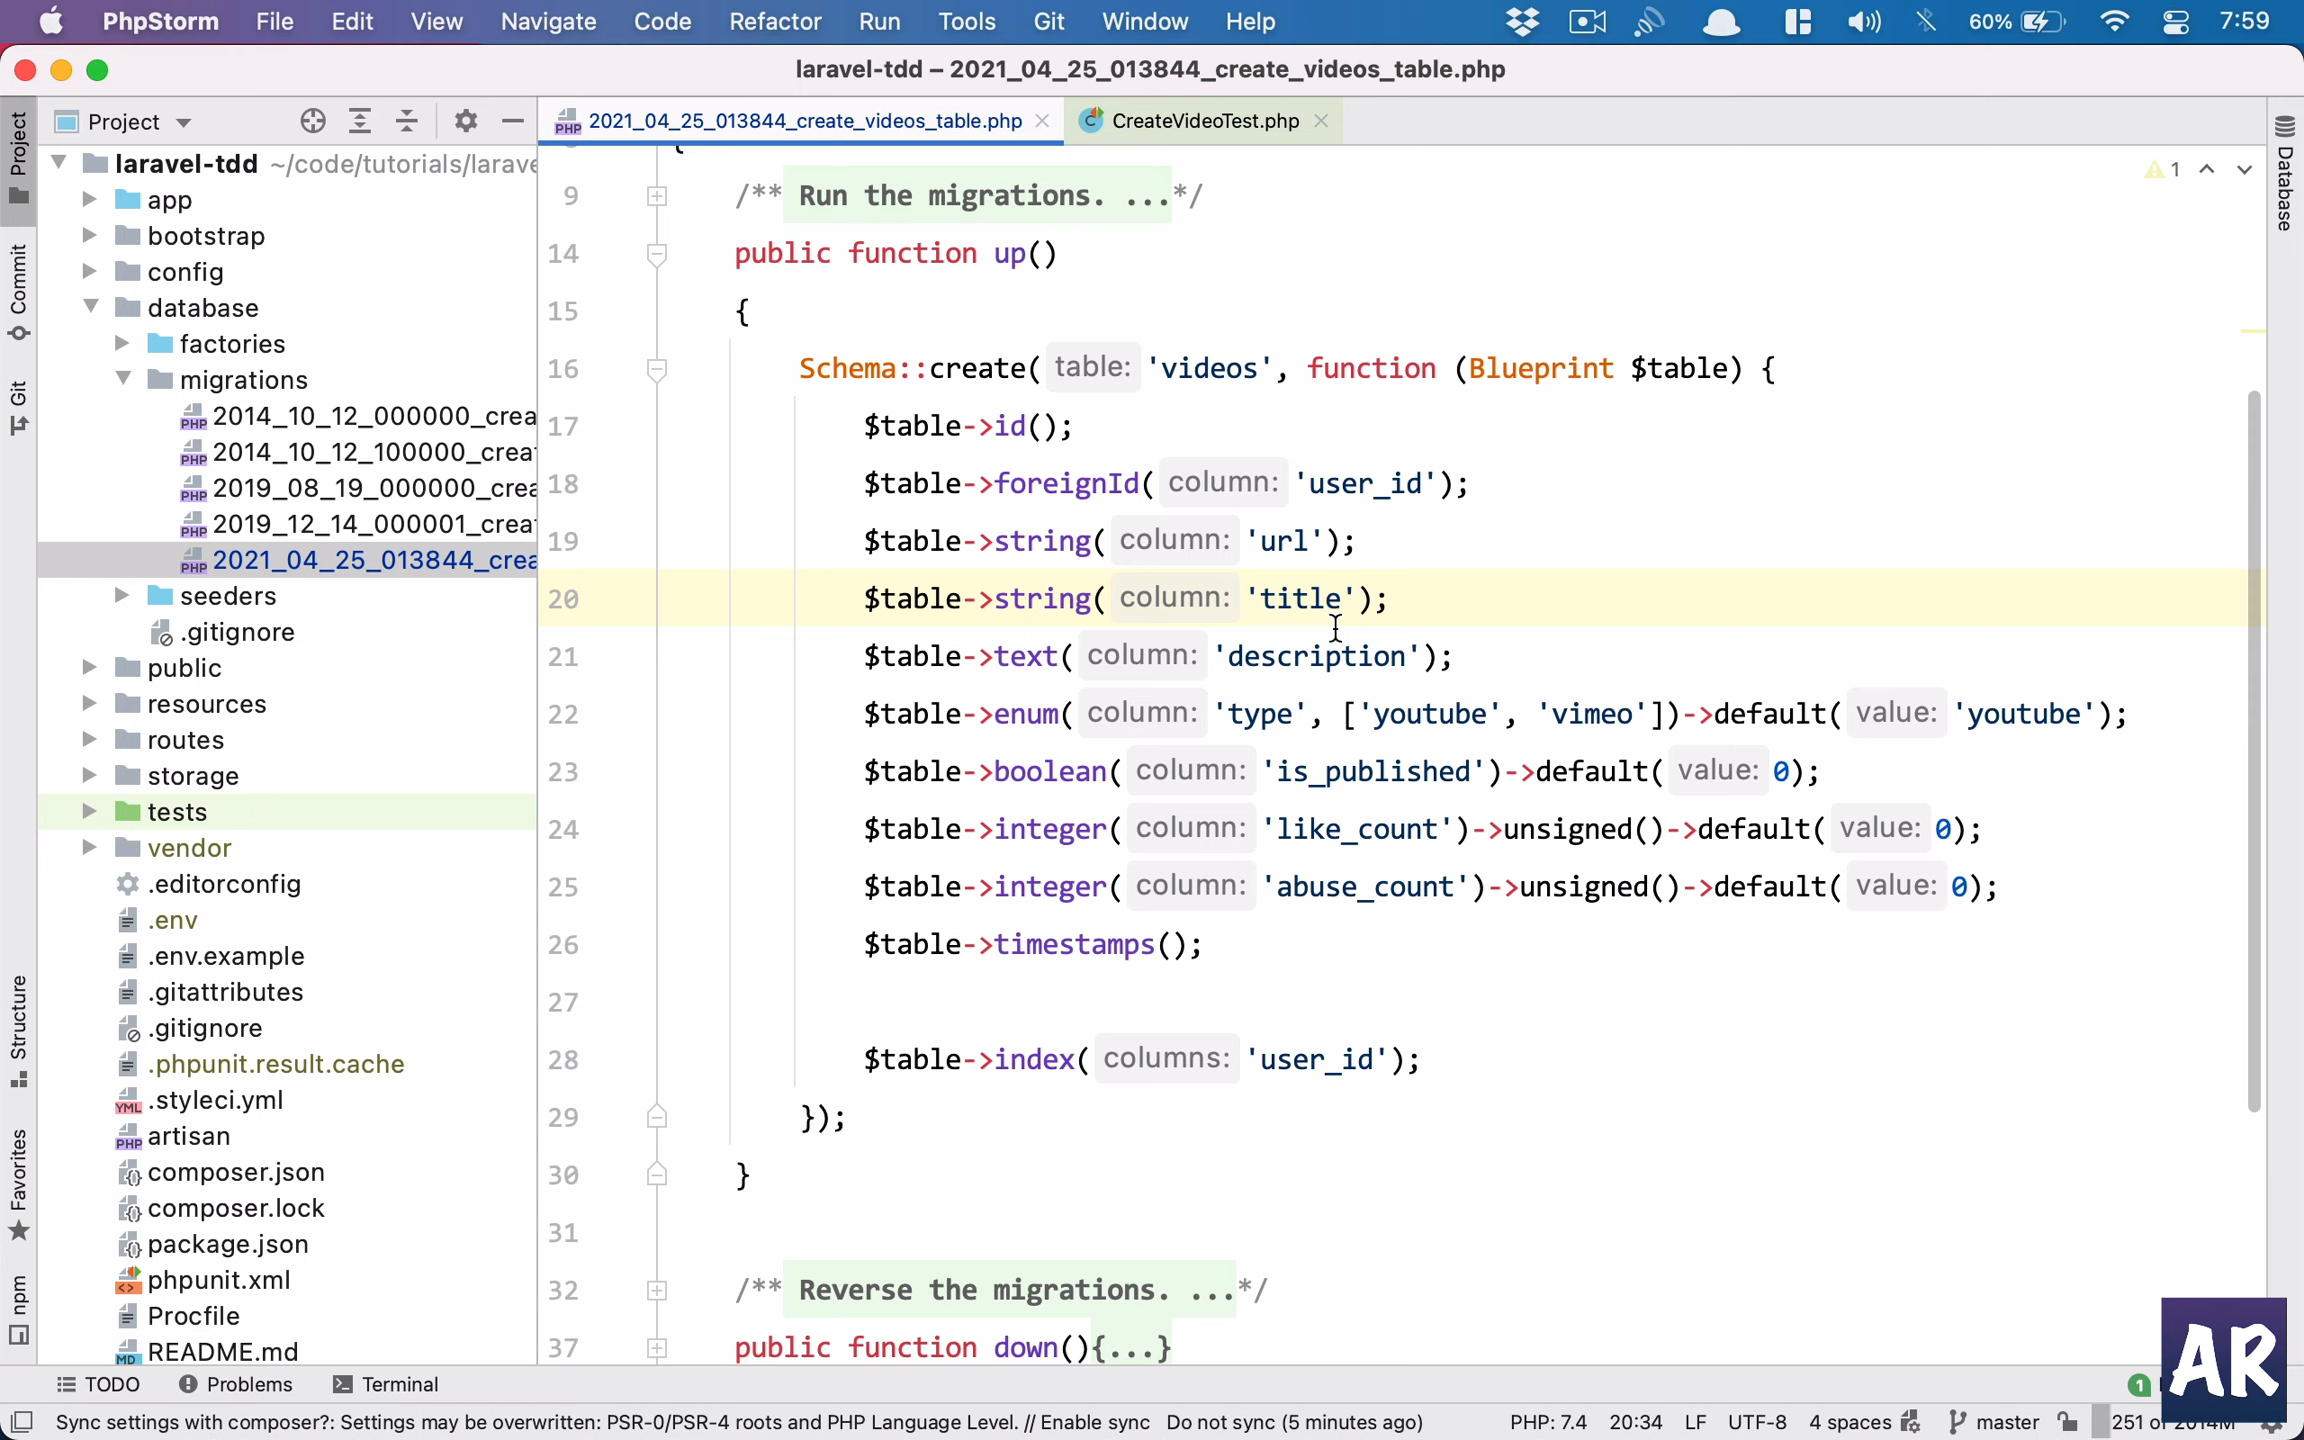 PhpStorm File Edit View Navigate Code Refactor Run Tools Git Window Help 60% 7:59
laravel-tdd – 2021_04_25_013844_create_videos_table.php
Project
2021_04_25_013844_create_videos_table.php
CreateVideoTest.php
Project
Commit
Git
Structure
Favorites
npm
Database
laravel-tdd ~/code/tutorials/larave
app
bootstrap
config
database
factories
migrations
2014_10_12_000000_crea
2014_10_12_100000_crea
2019_08_19_000000_crea
2019_12_14_000001_crea
2021_04_25_013844_crea
seeders
.gitignore
public
resources
routes
storage
tests
vendor
.editorconfig
.env
.env.example
.gitattributes
.gitignore
.phpunit.result.cache
.styleci.yml
artisan
composer.json
composer.lock
package.json
phpunit.xml
Procfile
README.md
1
9 /** Run the migrations. ...*/
14 public function up()
15 {
16 Schema::create( table: 'videos', function (Blueprint $table) {
17 $table->id();
18 $table->foreignId( column: 'user_id');
19 $table->string( column: 'url');
20 $table->string( column: 'title');
21 $table->text( column: 'description');
22 $table->enum( column: 'type', ['youtube', 'vimeo'])->default( value: 'youtube');
23 $table->boolean( column: 'is_published')->default( value: 0);
24 $table->integer( column: 'like_count')->unsigned()->default( value: 0);
25 $table->integer( column: 'abuse_count')->unsigned()->default( value: 0);
26 $table->timestamps();
27
28 $table->index( columns: 'user_id');
29 });
30 }
31
32 /** Reverse the migrations. ...*/
37 public function down(){...}
AR
TODO Problems Terminal 1
Sync settings with composer?: Settings may be overwritten: PSR-0/PSR-4 roots and PHP Language Level. // Enable sync Do not sync (5 minutes ago) PHP: 7.4 20:34 LF UTF-8 4 spaces master 251 of 2014M